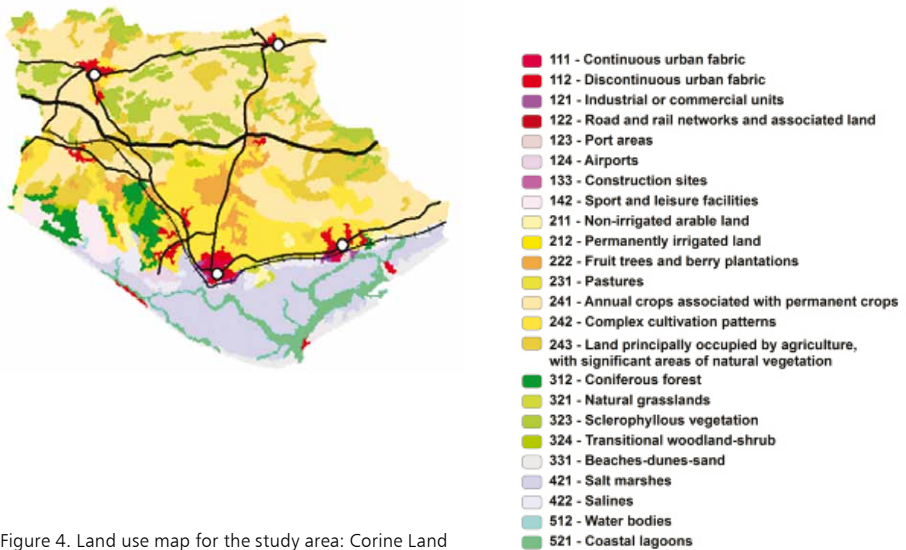 111 - Continuous urban fabric
112 - Discontinuous urban fabric
121 - Industrial or commercial units
122 - Road and rail networks and associated land
123 - Port areas
124 - Airports
133 - Construction sites
142 - Sport and leisure facilities
211 - Non-irrigated arable land
212 - Permanently irrigated land
222 - Fruit trees and berry plantations
231 - Pastures
241 - Annual crops associated with permanent crops
242 - Complex cultivation patterns
243 - Land principally occupied by agriculture,
with significant areas of natural vegetation
312 - Coniferous forest
321 - Natural grasslands
323 - Sclerophyllous vegetation
324 - Transitional woodland-shrub
331 - Beaches-dunes-sand
421 - Salt marshes
422 - Salines
512 - Water bodies
521 - Coastal lagoons
Figure 4. Land use map for the study area: Corine Land